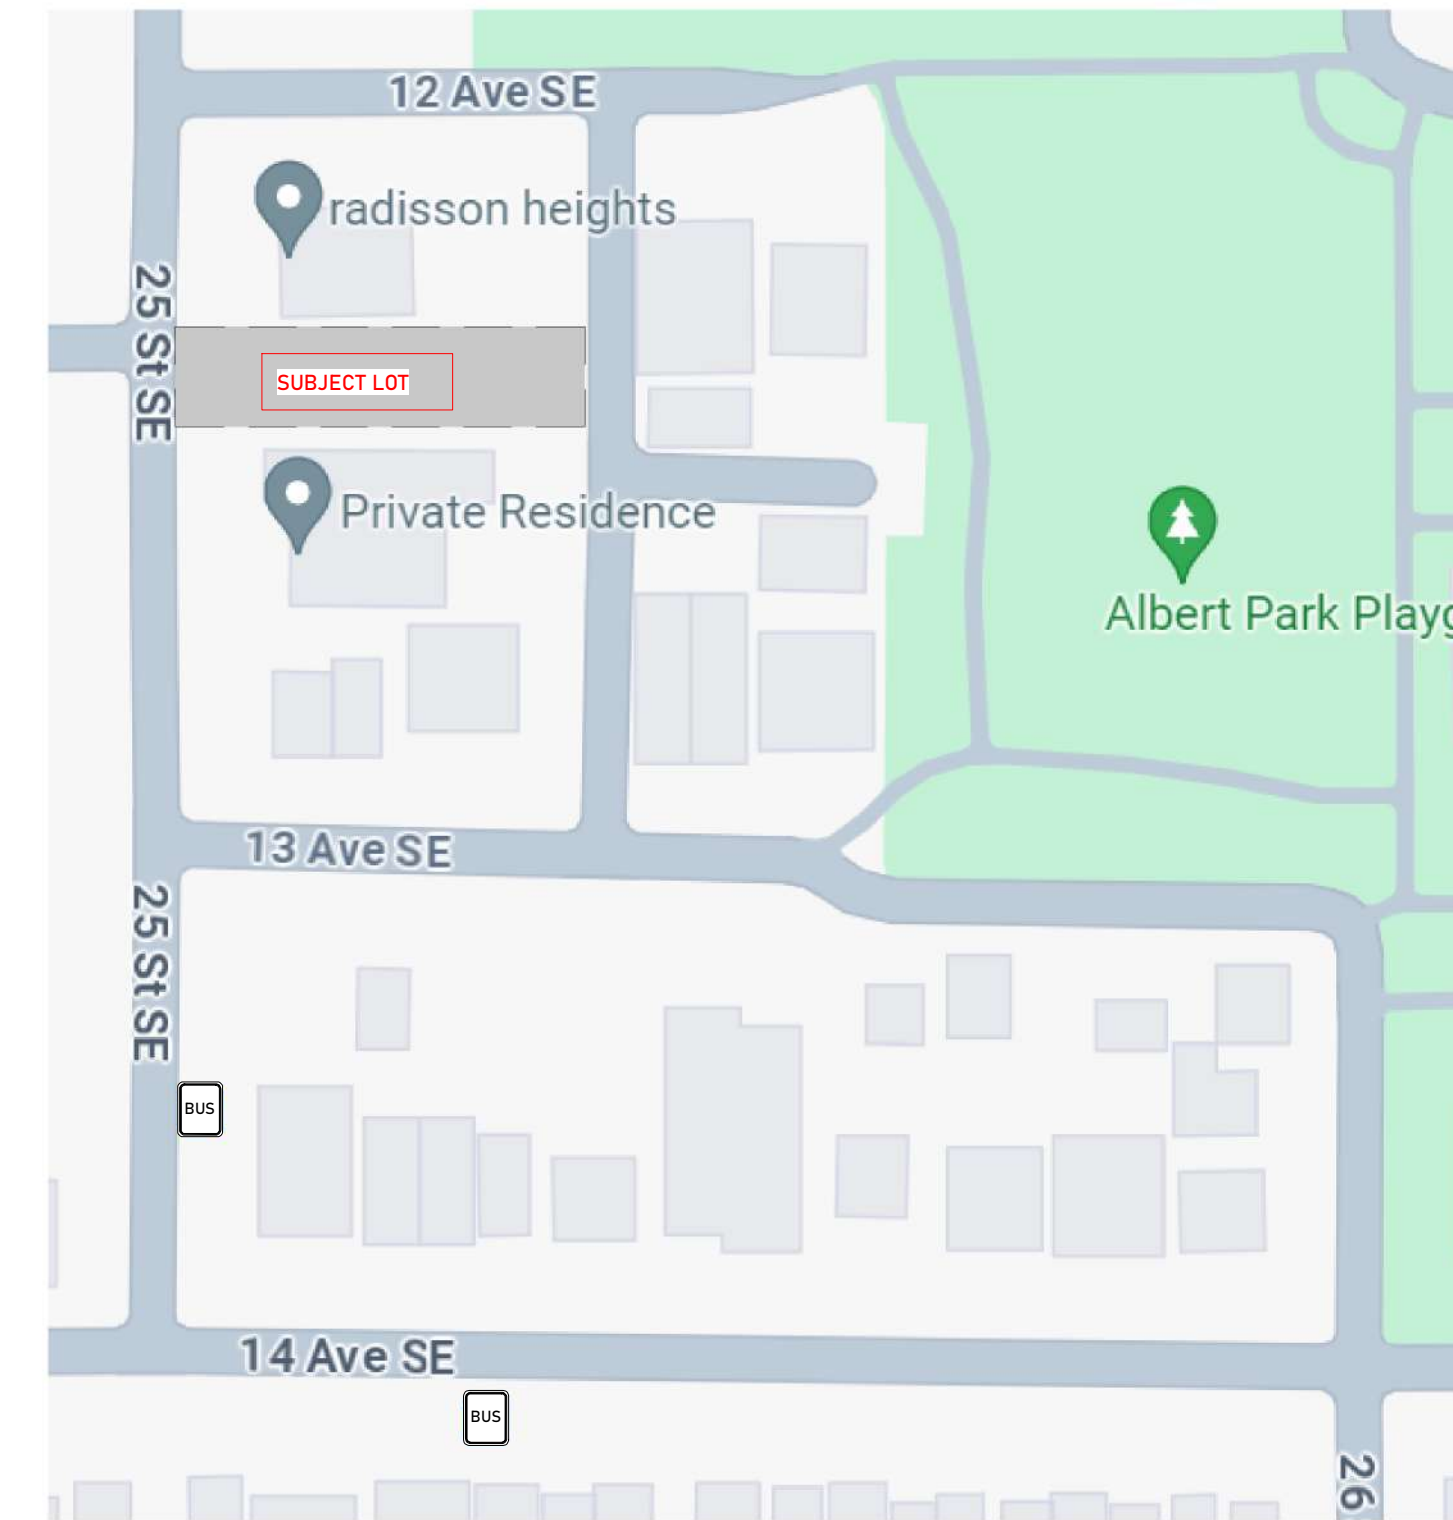 12 Ave SE
radisson heights
25 St SE
SUBJECT LOT
Private Residence
Albert Park Playg
13 Ave SE
25 St SE
BUS
14 Ave SE
BUS
26